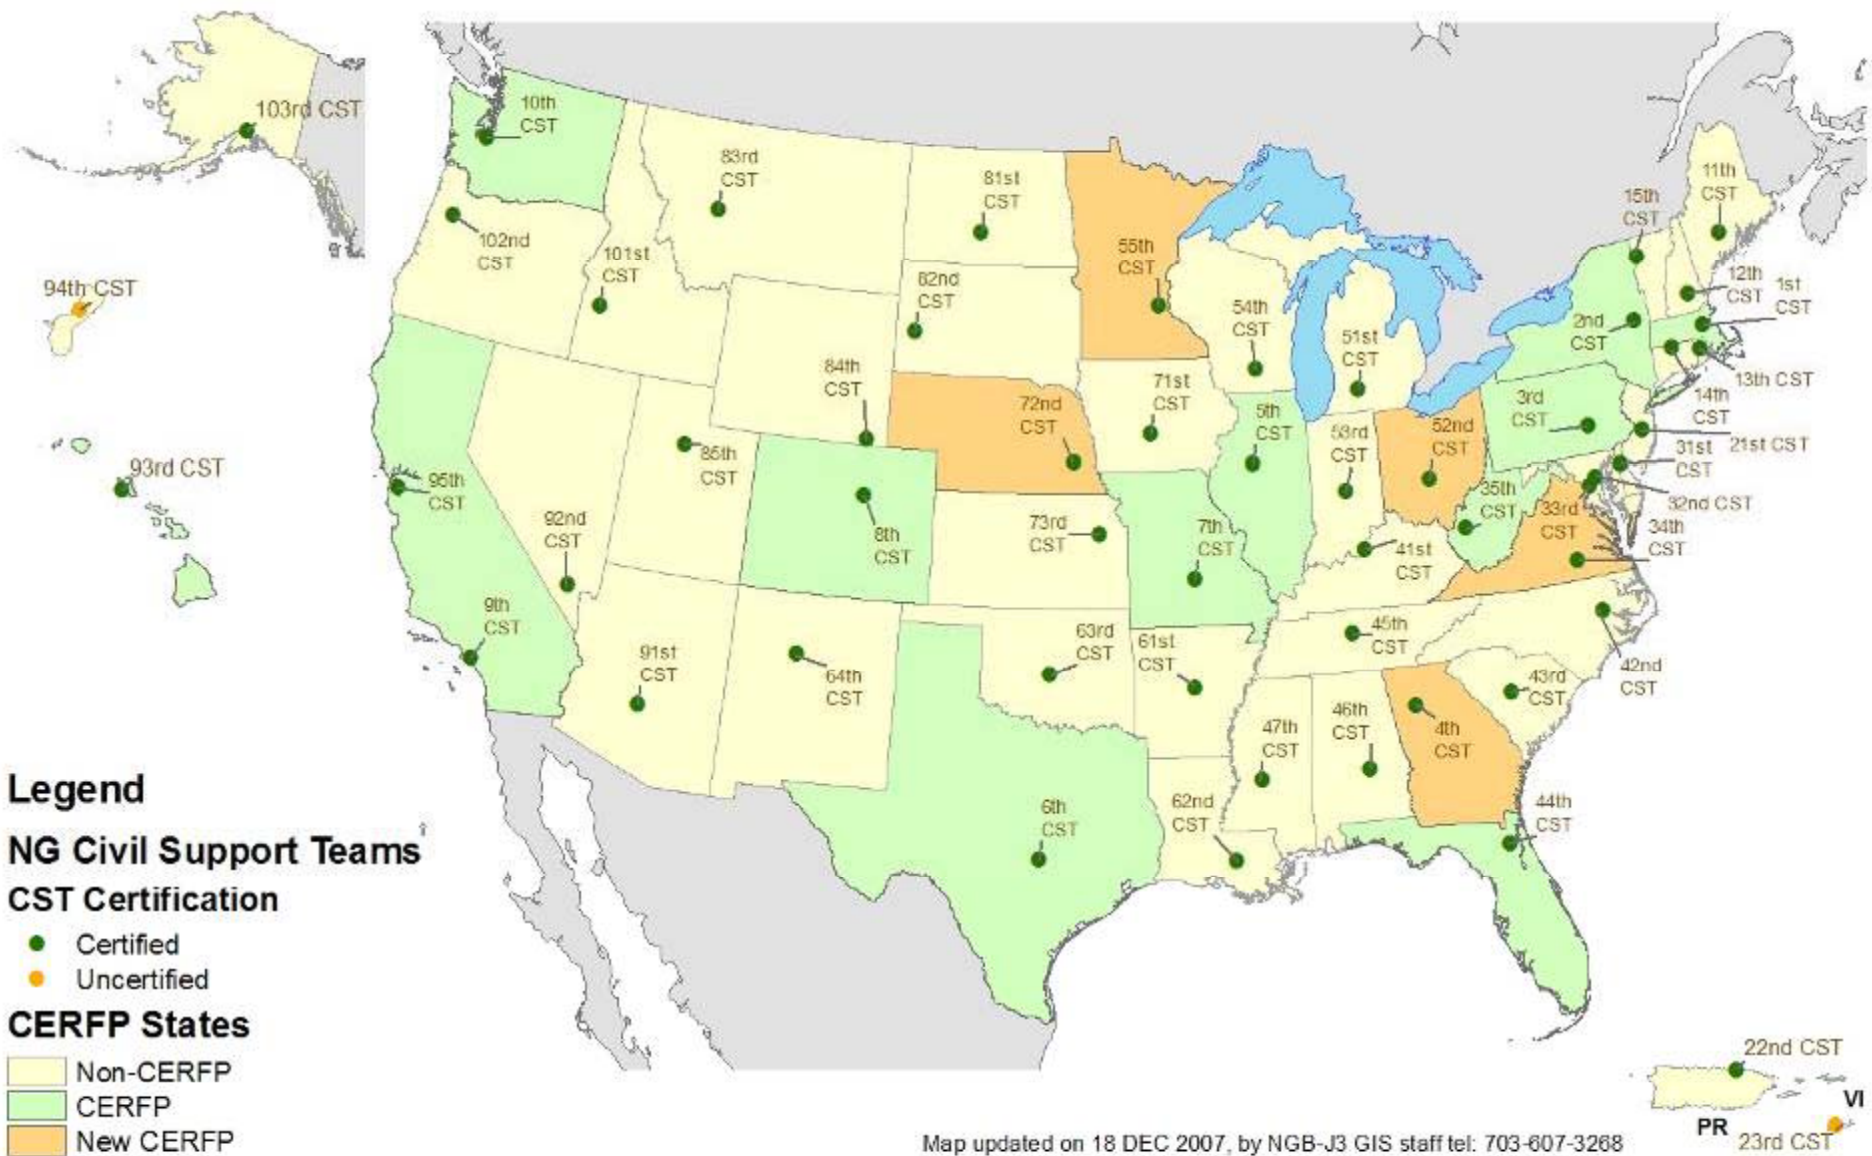 103rd CST
10th
CST
83rd
CST
81st
CST
11th
CST
15th
CST
102nd
CST
101st
CST
55th
CST
94th CST
82nd
CST
12th
CST
1st
CST
54th
CST
2nd
CST
51st
CST
84th
CST
71st
CST
13th CST
72nd
CST
3rd
CST
14th
CST
5th
CST
53rd
CST
52nd
CST
21st CST
85th
CST
31st
CST
93rd CST
95th
CST
35th
CST
33rd
CST
32nd CST
92nd
CST
8th
CST
73rd
CST
7th
CST
34th
CST
41st
CST
9th
CST
63rd
CST
61st
CST
45th
CST
91st
CST
64th
CST
42nd
CST
43rd
CST
47th
CST
46th
CST
4th
CST
6th
CST
62nd
CST
44th
CST
Legend
NG Civil Support Teams
CST Certification
Certified
Uncertified
CERFP States
Non-CERFP
CERFP
New CERFP
22nd CST
VI
PR
23rd CST
Map updated on 18 DEC 2007, by NGB-J3 GIS staff tel: 703-607-3268